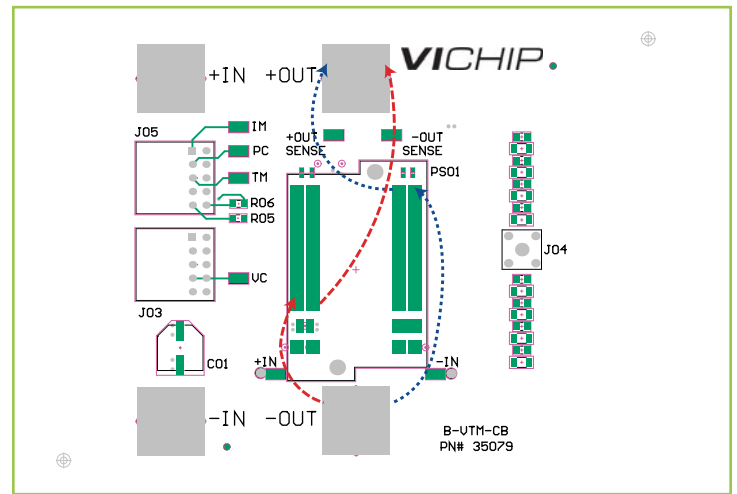 +IN +OUT VICHIP
J05
IM
PC
TM
R06
R05
+OUT SENSE
-OUT SENSE
PS01
J04
VC
J03
C01
+IN
-IN
-IN -OUT
B-VTM-CB
PN# 35079